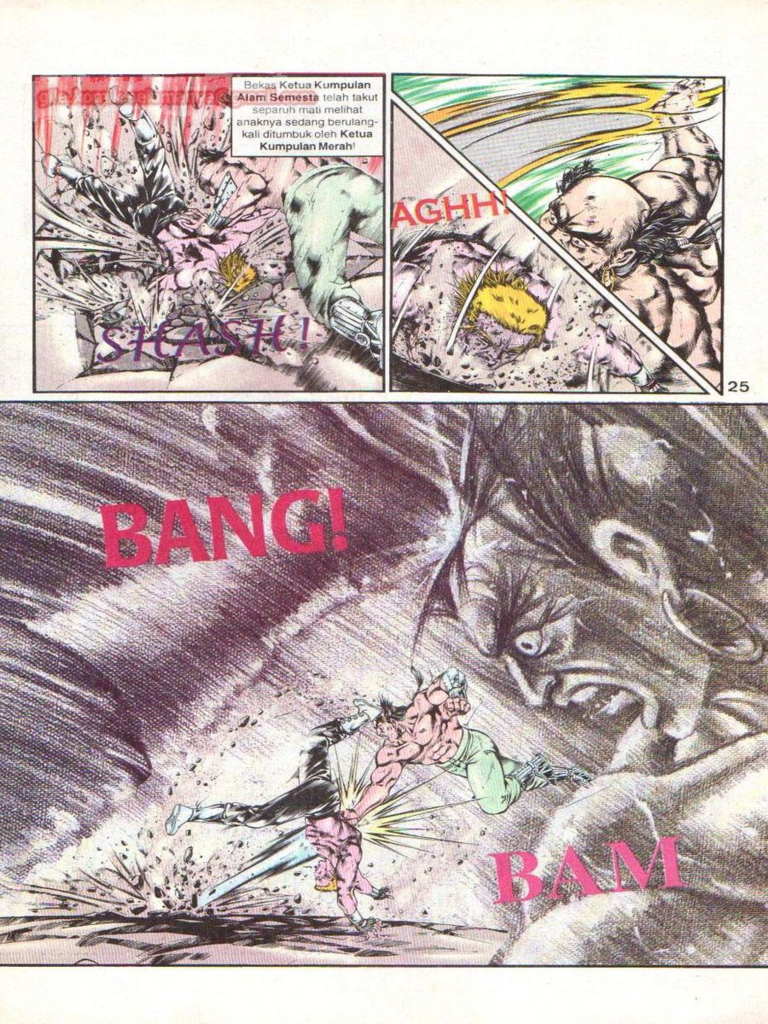 Bekas Ketua Kumpulan
Alam Semesta telah takut
separuh mati melihat
anaknya sedang berulang-
kali ditumbuk oleh Ketua
Kumpulan Merah!
SHASH!
AGHH!
25
BANG!
BAM